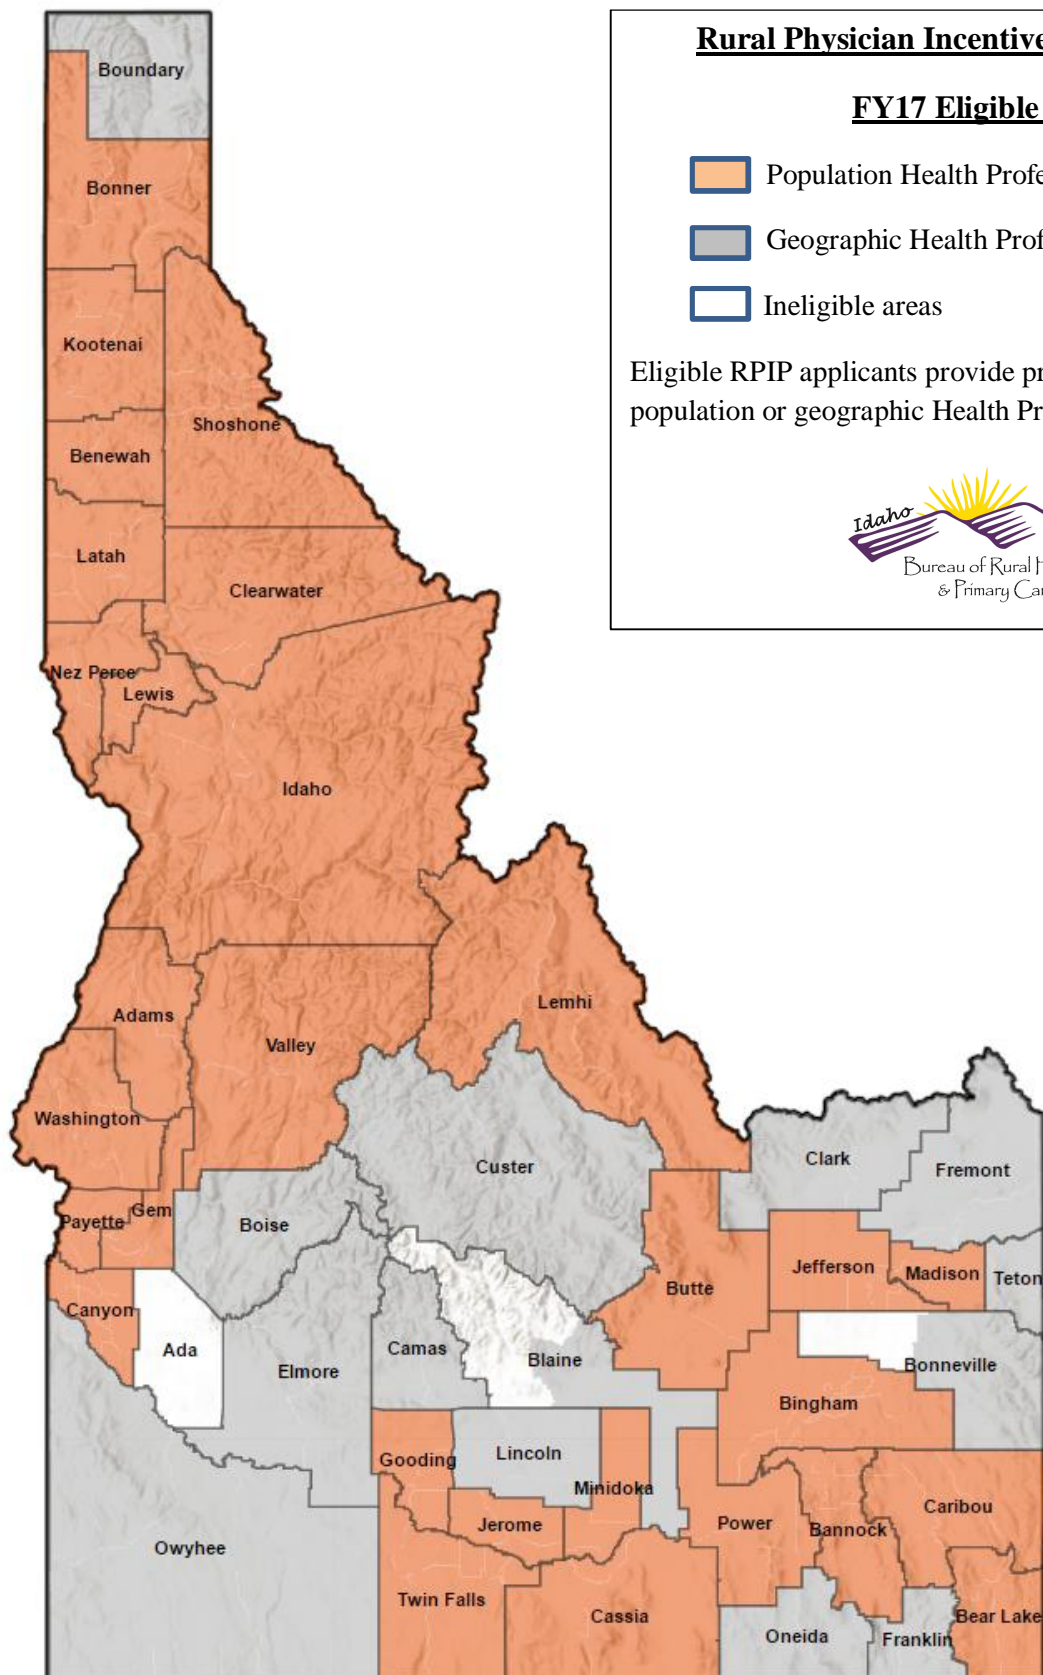 Rural Physician Incentive
FY17 Eligible
Population Health Profe
Geographic Health Prof
Ineligible areas
Eligible RPIP applicants provide pr
population or geographic Health Pr
Idaho
Bureau of Rural H
& Primary Car
Boundary
Bonner
Kootenai
Shoshone
Benewah
Latah
Clearwater
Nez Perce
Lewis
Idaho
Lemhi
Adams
Valley
Washington
Custer
Clark
Fremont
Payette
Gem
Boise
Jefferson
Madison
Teton
Butte
Canyon
Ada
Camas
Blaine
Bonneville
Elmore
Bingham
Gooding
Lincoln
Minidoka
Caribou
Jerome
Power
Bannock
Owyhee
Twin Falls
Cassia
Bear Lake
Oneida
Franklin